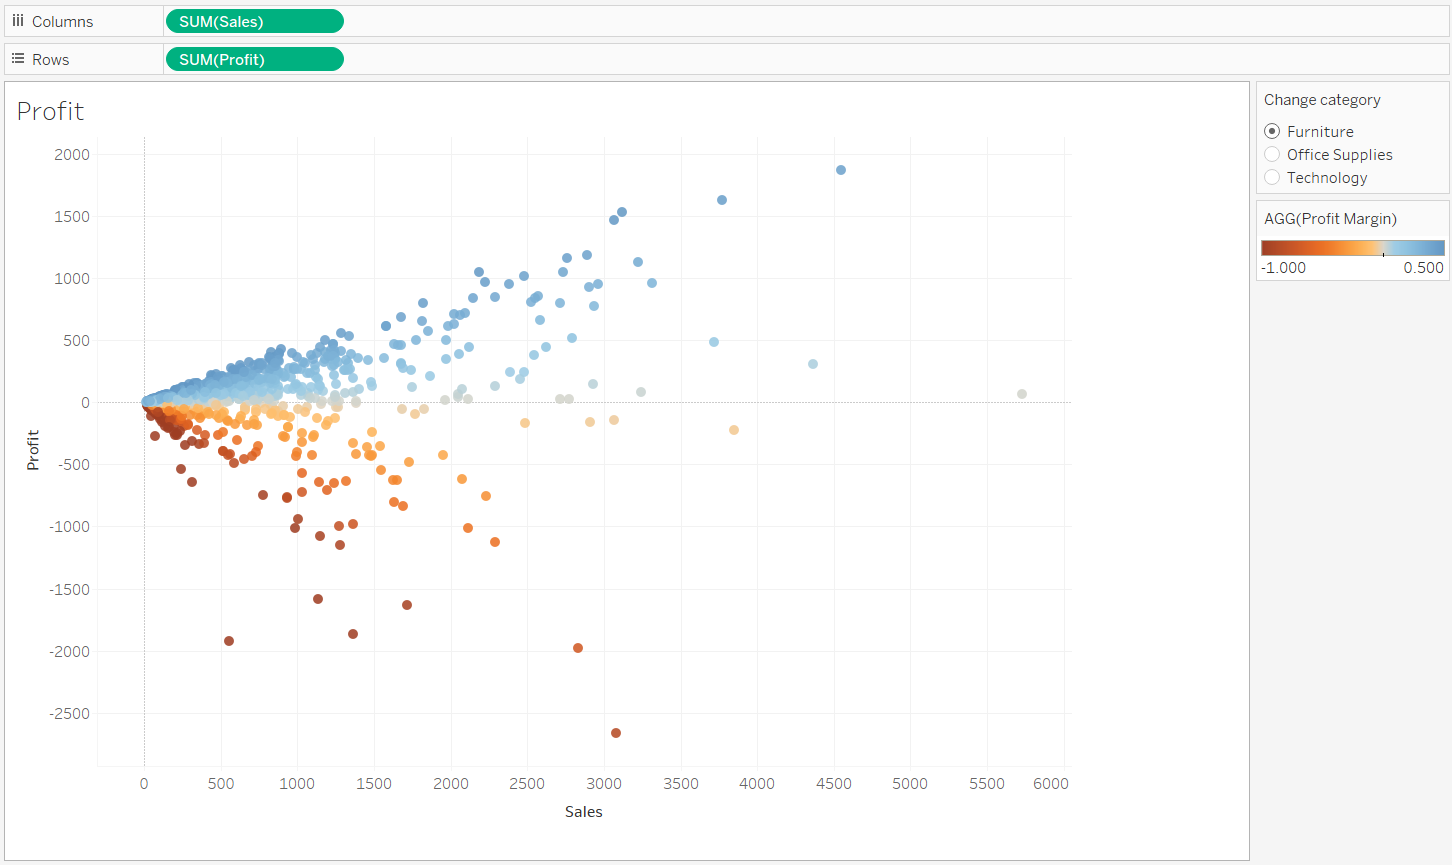 Columns SUM(Sales)
Rows SUM(Profit)
Profit
Change category
Furniture
Office Supplies
Technology
AGG(Profit Margin)
-1.000 0.500
2000
1500
1000
500
0
-500
-1000
-1500
-2000
-2500
Profit
0 500 1000 1500 2000 2500 3000 3500 4000 4500 5000 5500 6000
Sales